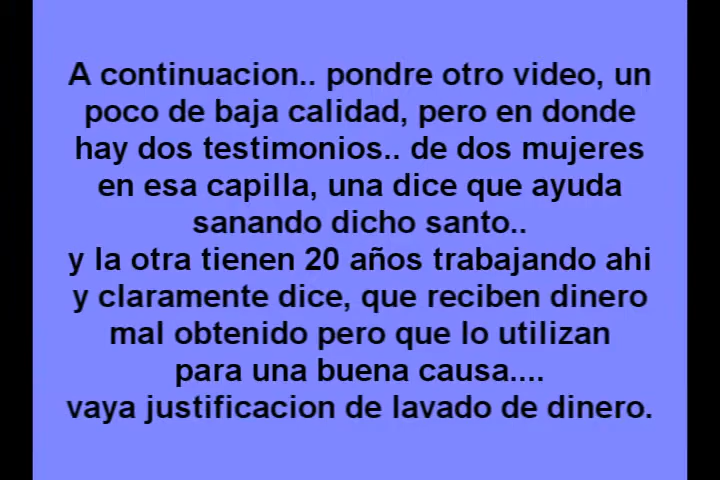 A continuacion.. pondre otro video, un
poco de baja calidad, pero en donde
hay dos testimonios.. de dos mujeres
en esa capilla, una dice que ayuda
sanando dicho santo..
y la otra tienen 20 años trabajando ahi
y claramente dice, que reciben dinero
mal obtenido pero que lo utilizan
para una buena causa....
vaya justificacion de lavado de dinero.